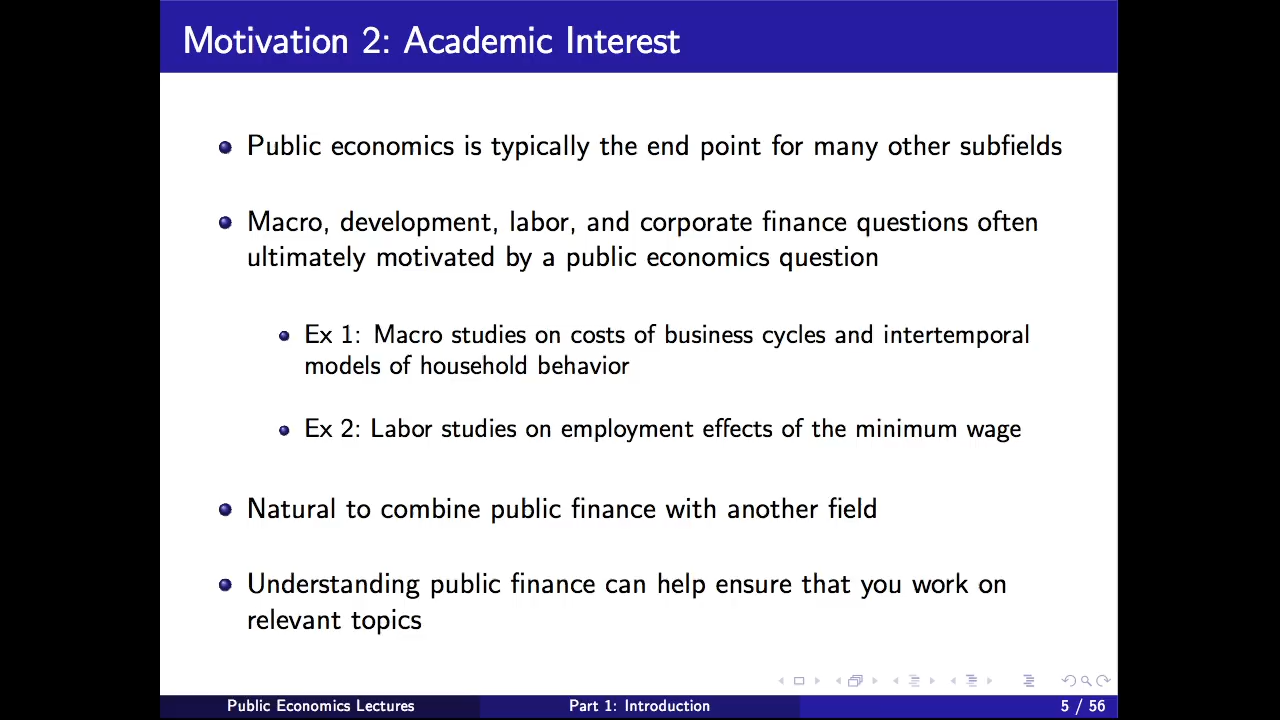 Motivation 2: Academic Interest
Public economics is typically the end point for many other subfields
Macro, development, labor, and corporate finance questions often
ultimately motivated by a public economics question
Ex 1: Macro studies on costs of business cycles and intertemporal
models of household behavior
Ex 2: Labor studies on employment effects of the minimum wage
Natural to combine public finance with another field
Understanding public finance can help ensure that you work on
relevant topics
Public Economics Lectures
Part 1: Introduction
5 / 56